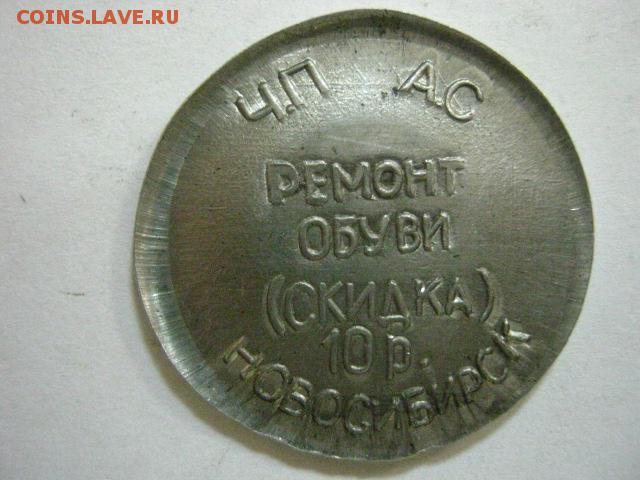 COINS.LAVE.RU
Ч.П А.С
РЕМОНТ
ОБУВИ
(СКИДКА)
10 р.
НОВОСИБИРСК